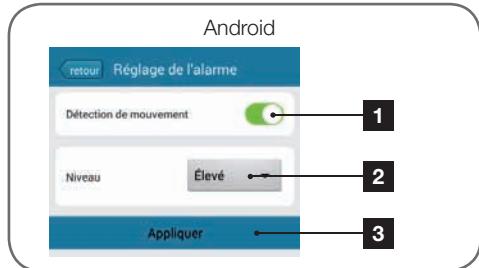 Android
retour Réglage de l'alarme
Détection de mouvement 1
Niveau Élevé 2
Appliquer 3